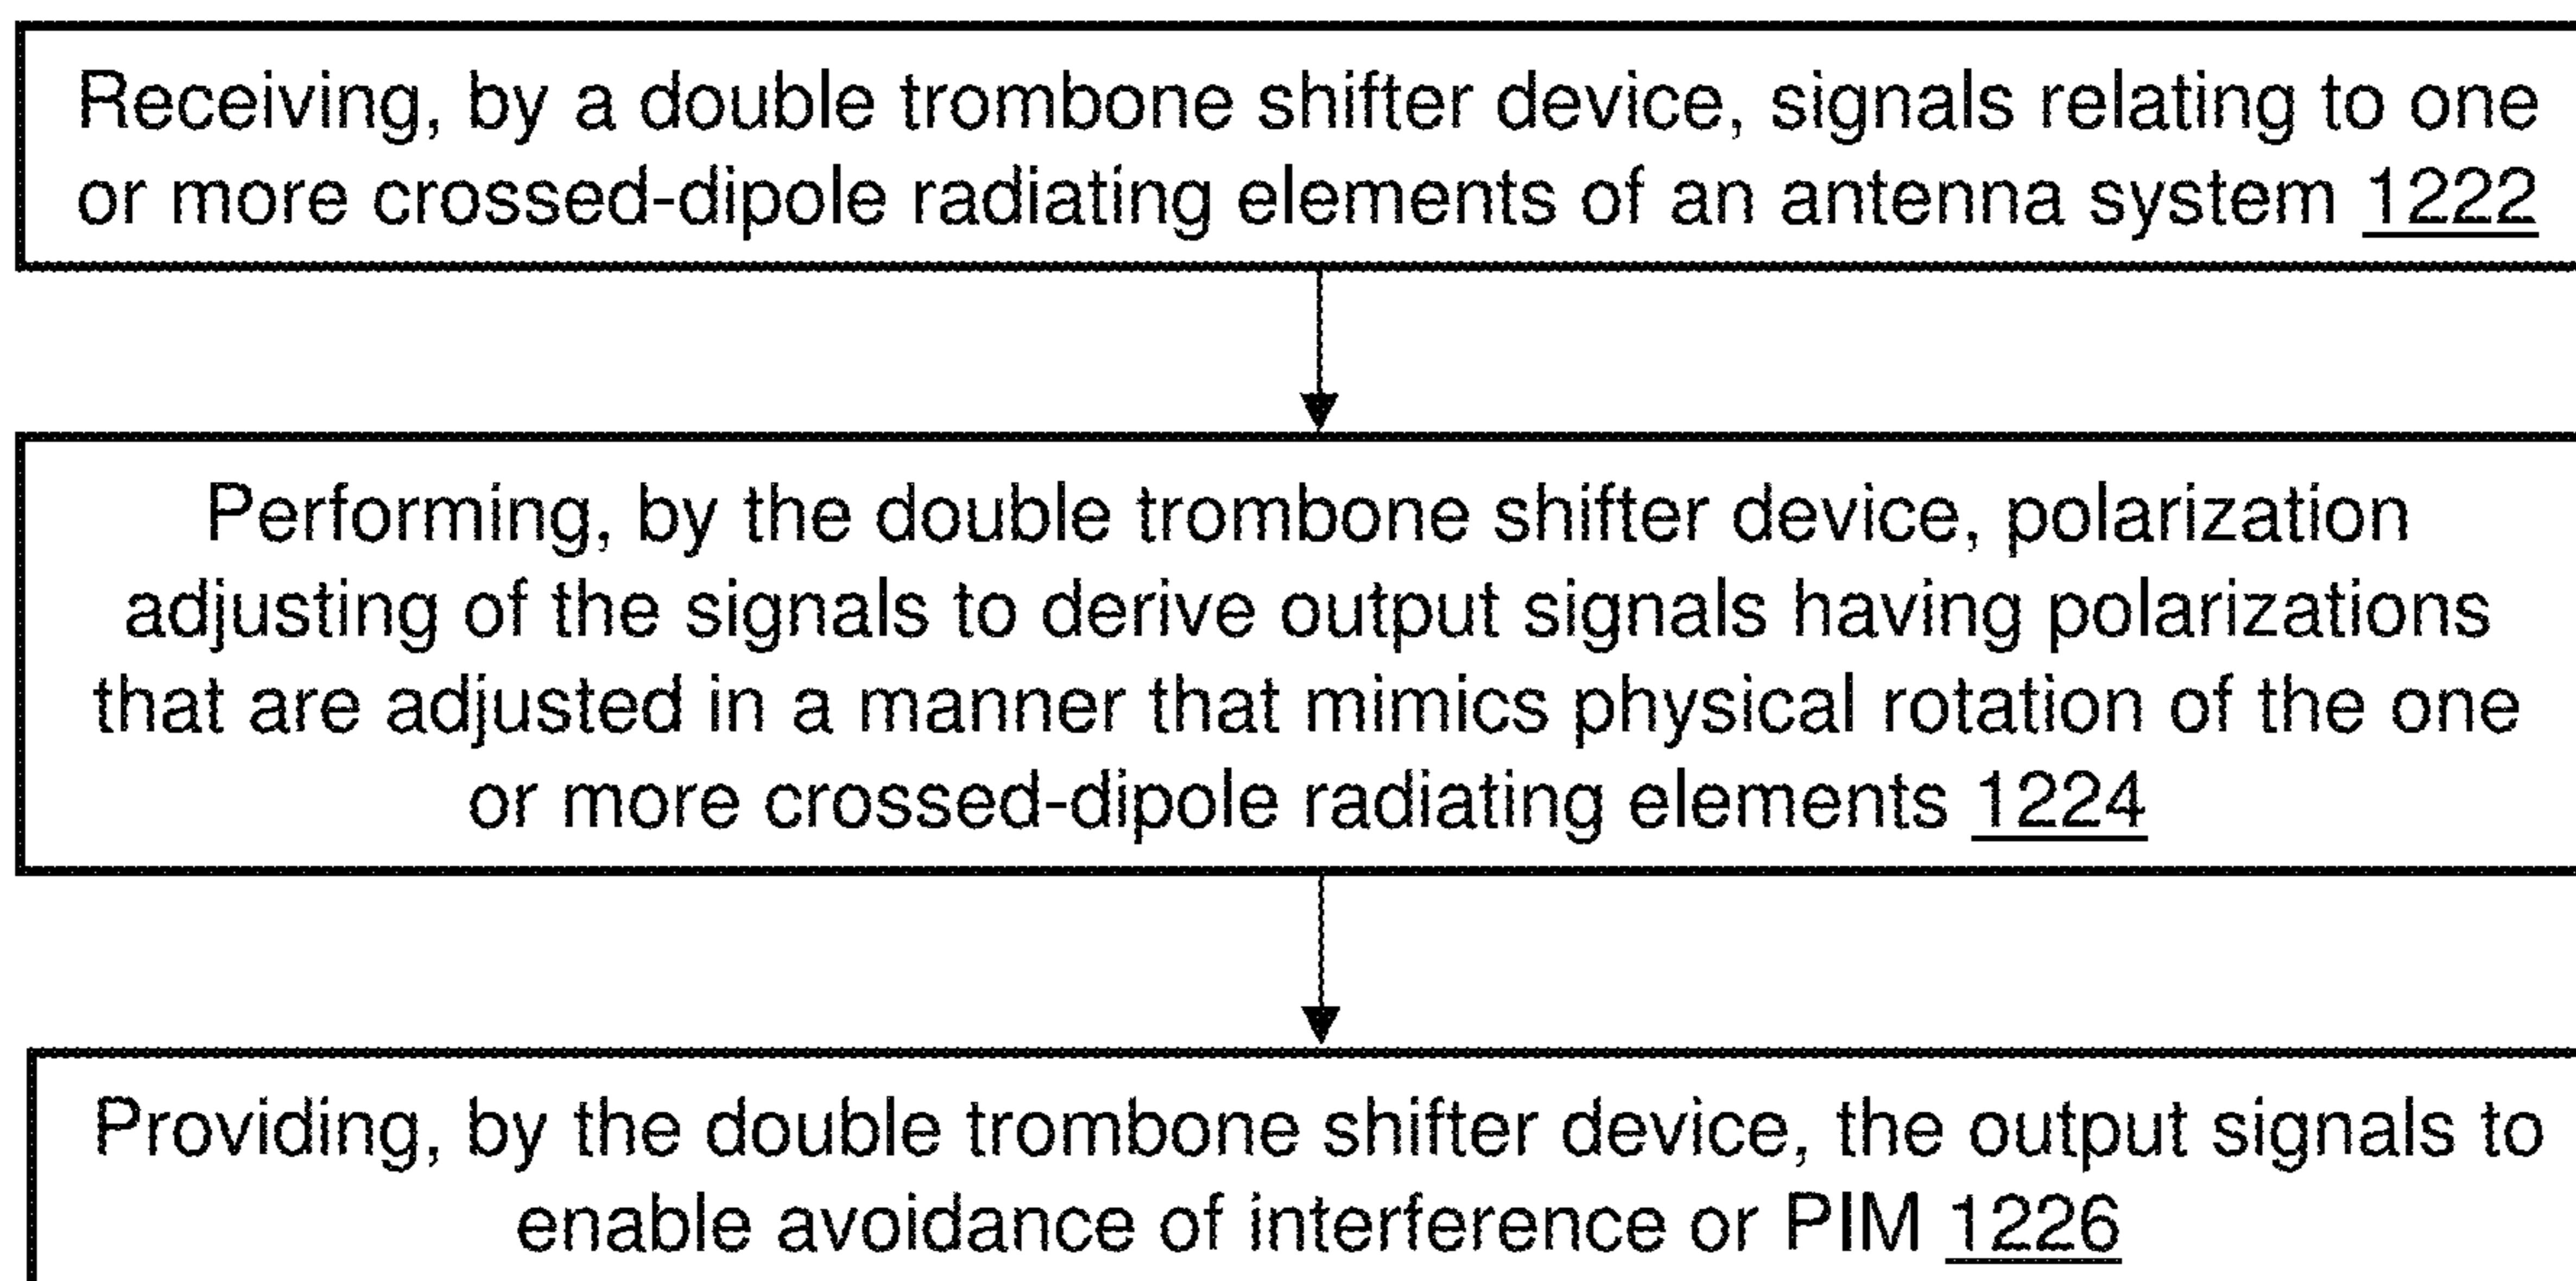 Receiving, by a double trombone shifter device, signals relating to one
or more crossed-dipole radiating elements of an antenna system 1222
Performing, by the double trombone shifter device, polarization
adjusting of the signals to derive output signals having polarizations
that are adjusted in a manner that mimics physical rotation of the one
or more crossed-dipole radiating elements 1224
Providing, by the double trombone shifter device, the output signals to
enable avoidance of interference or PIM 1226